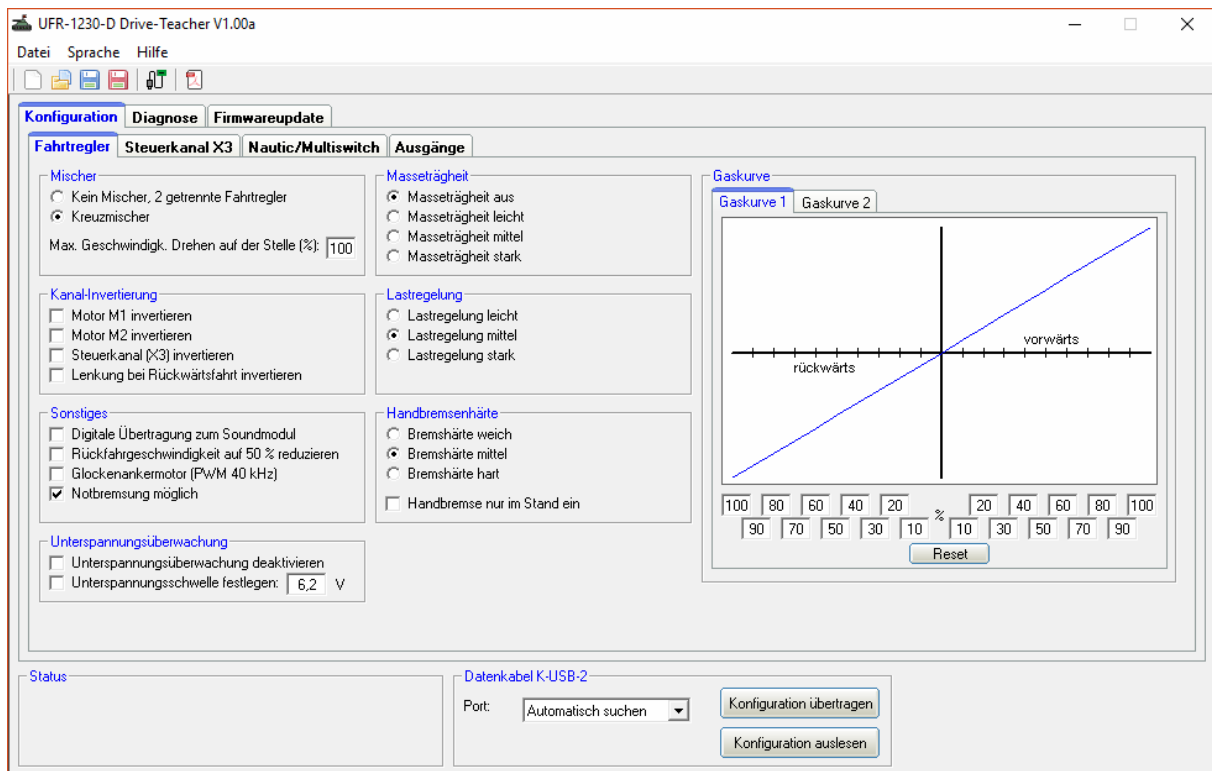 UFR-1230-D Drive-Teacher V1.00a
Datei Sprache Hilfe
Konfiguration Diagnose Firmwareupdate
Fahrtregler Steuerkanal X3 Nautic/Multiswitch Ausgänge
Mischer
Kein Mischer, 2 getrennte Fahrtregler
Kreuzmischer
Max. Geschwindigk. Drehen auf der Stelle (%): 100
Kanal-Invertierung
Motor M1 invertieren
Motor M2 invertieren
Steuerkanal (X3) invertieren
Lenkung bei Rückwärtsfahrt invertieren
Sonstiges
Digitale Übertragung zum Soundmodul
Rückfahrgeschwindigkeit auf 50 % reduzieren
Glockenankermotor (PWM 40 kHz)
Notbremsung möglich
Unterspannungsüberwachung
Unterspannungsüberwachung deaktivieren
Unterspannungsschwelle festlegen: 6,2 V
Masseträgheit
Masseträgheit aus
Masseträgheit leicht
Masseträgheit mittel
Masseträgheit stark
Lastregelung
Lastregelung leicht
Lastregelung mittel
Lastregelung stark
Handbremsenhärte
Bremshärte weich
Bremshärte mittel
Bremshärte hart
Handbremse nur im Stand ein
Gaskurve
Gaskurve 1 Gaskurve 2
vorwärts
rückwärts
100 80 60 40 20 % 20 40 60 80 100
90 70 50 30 10 10 30 50 70 90
Reset
Status
Datenkabel K-USB-2
Port: Automatisch suchen
Konfiguration übertragen
Konfiguration auslesen